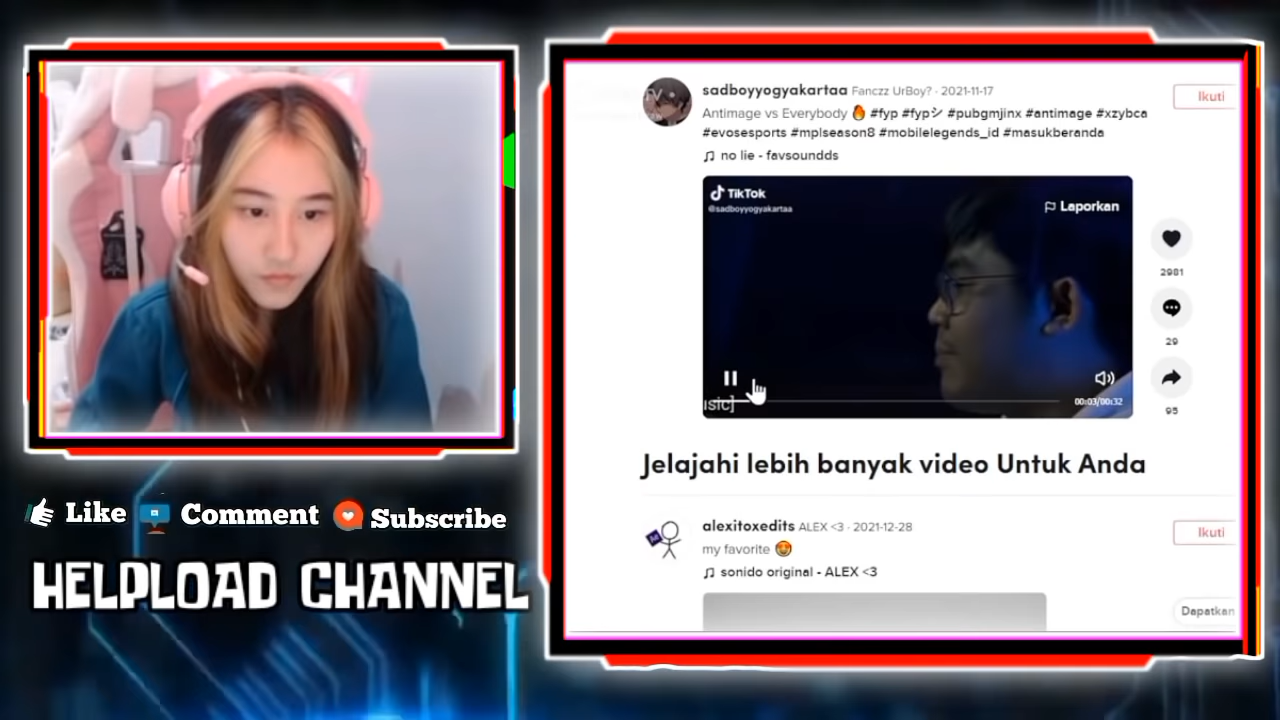 sadboyyogyakartaa Fanczz UrBoy? · 2021-11-17
Ikuti
Antimage vs Everybody 🔥 #fyp #fypシ #pubgmjinx #antimage #xzybca
#evosesports #mplseason8 #mobilelegends_id #masukberanda
♫ no lie - favsoundds
TikTok
@sadboyyogyakartaa
Laporkan
2981
29
95
usic]
00:03/00:32
Jelajahi lebih banyak video Untuk Anda
alexitoxedits ALEX <3 · 2021-12-28
Ikuti
my favorite 😍
♫ sonido original - ALEX <3
Dapatkan
Like Comment Subscribe
HELPLOAD CHANNEL